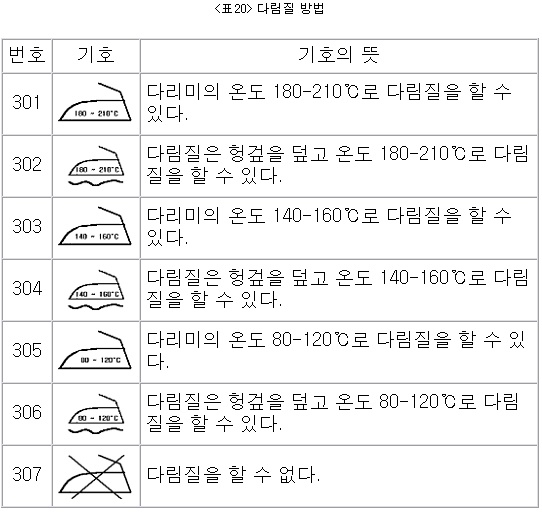 <표20> 다림질 방법
번호 기호 기호의 뜻
301 180 - 210℃ 다리미의 온도 180-210℃로 다림질을 할 수
있다.
302 180 - 210℃ 다림질은 헝겊을 덮고 온도 180-210℃로 다림
질을 할 수 있다.
303 140 - 160℃ 다리미의 온도 140-160℃로 다림질을 할 수
있다.
304 140 - 160℃ 다림질은 헝겊을 덮고 온도 140-160℃로 다림
질을 할 수 있다.
305 80 - 120℃ 다리미의 온도 80-120℃로 다림질을 할 수 있
다.
306 80 - 120℃ 다림질은 헝겊을 덮고 온도 80-120℃로 다림
질을 할 수 있다.
307 다림질을 할 수 없다.